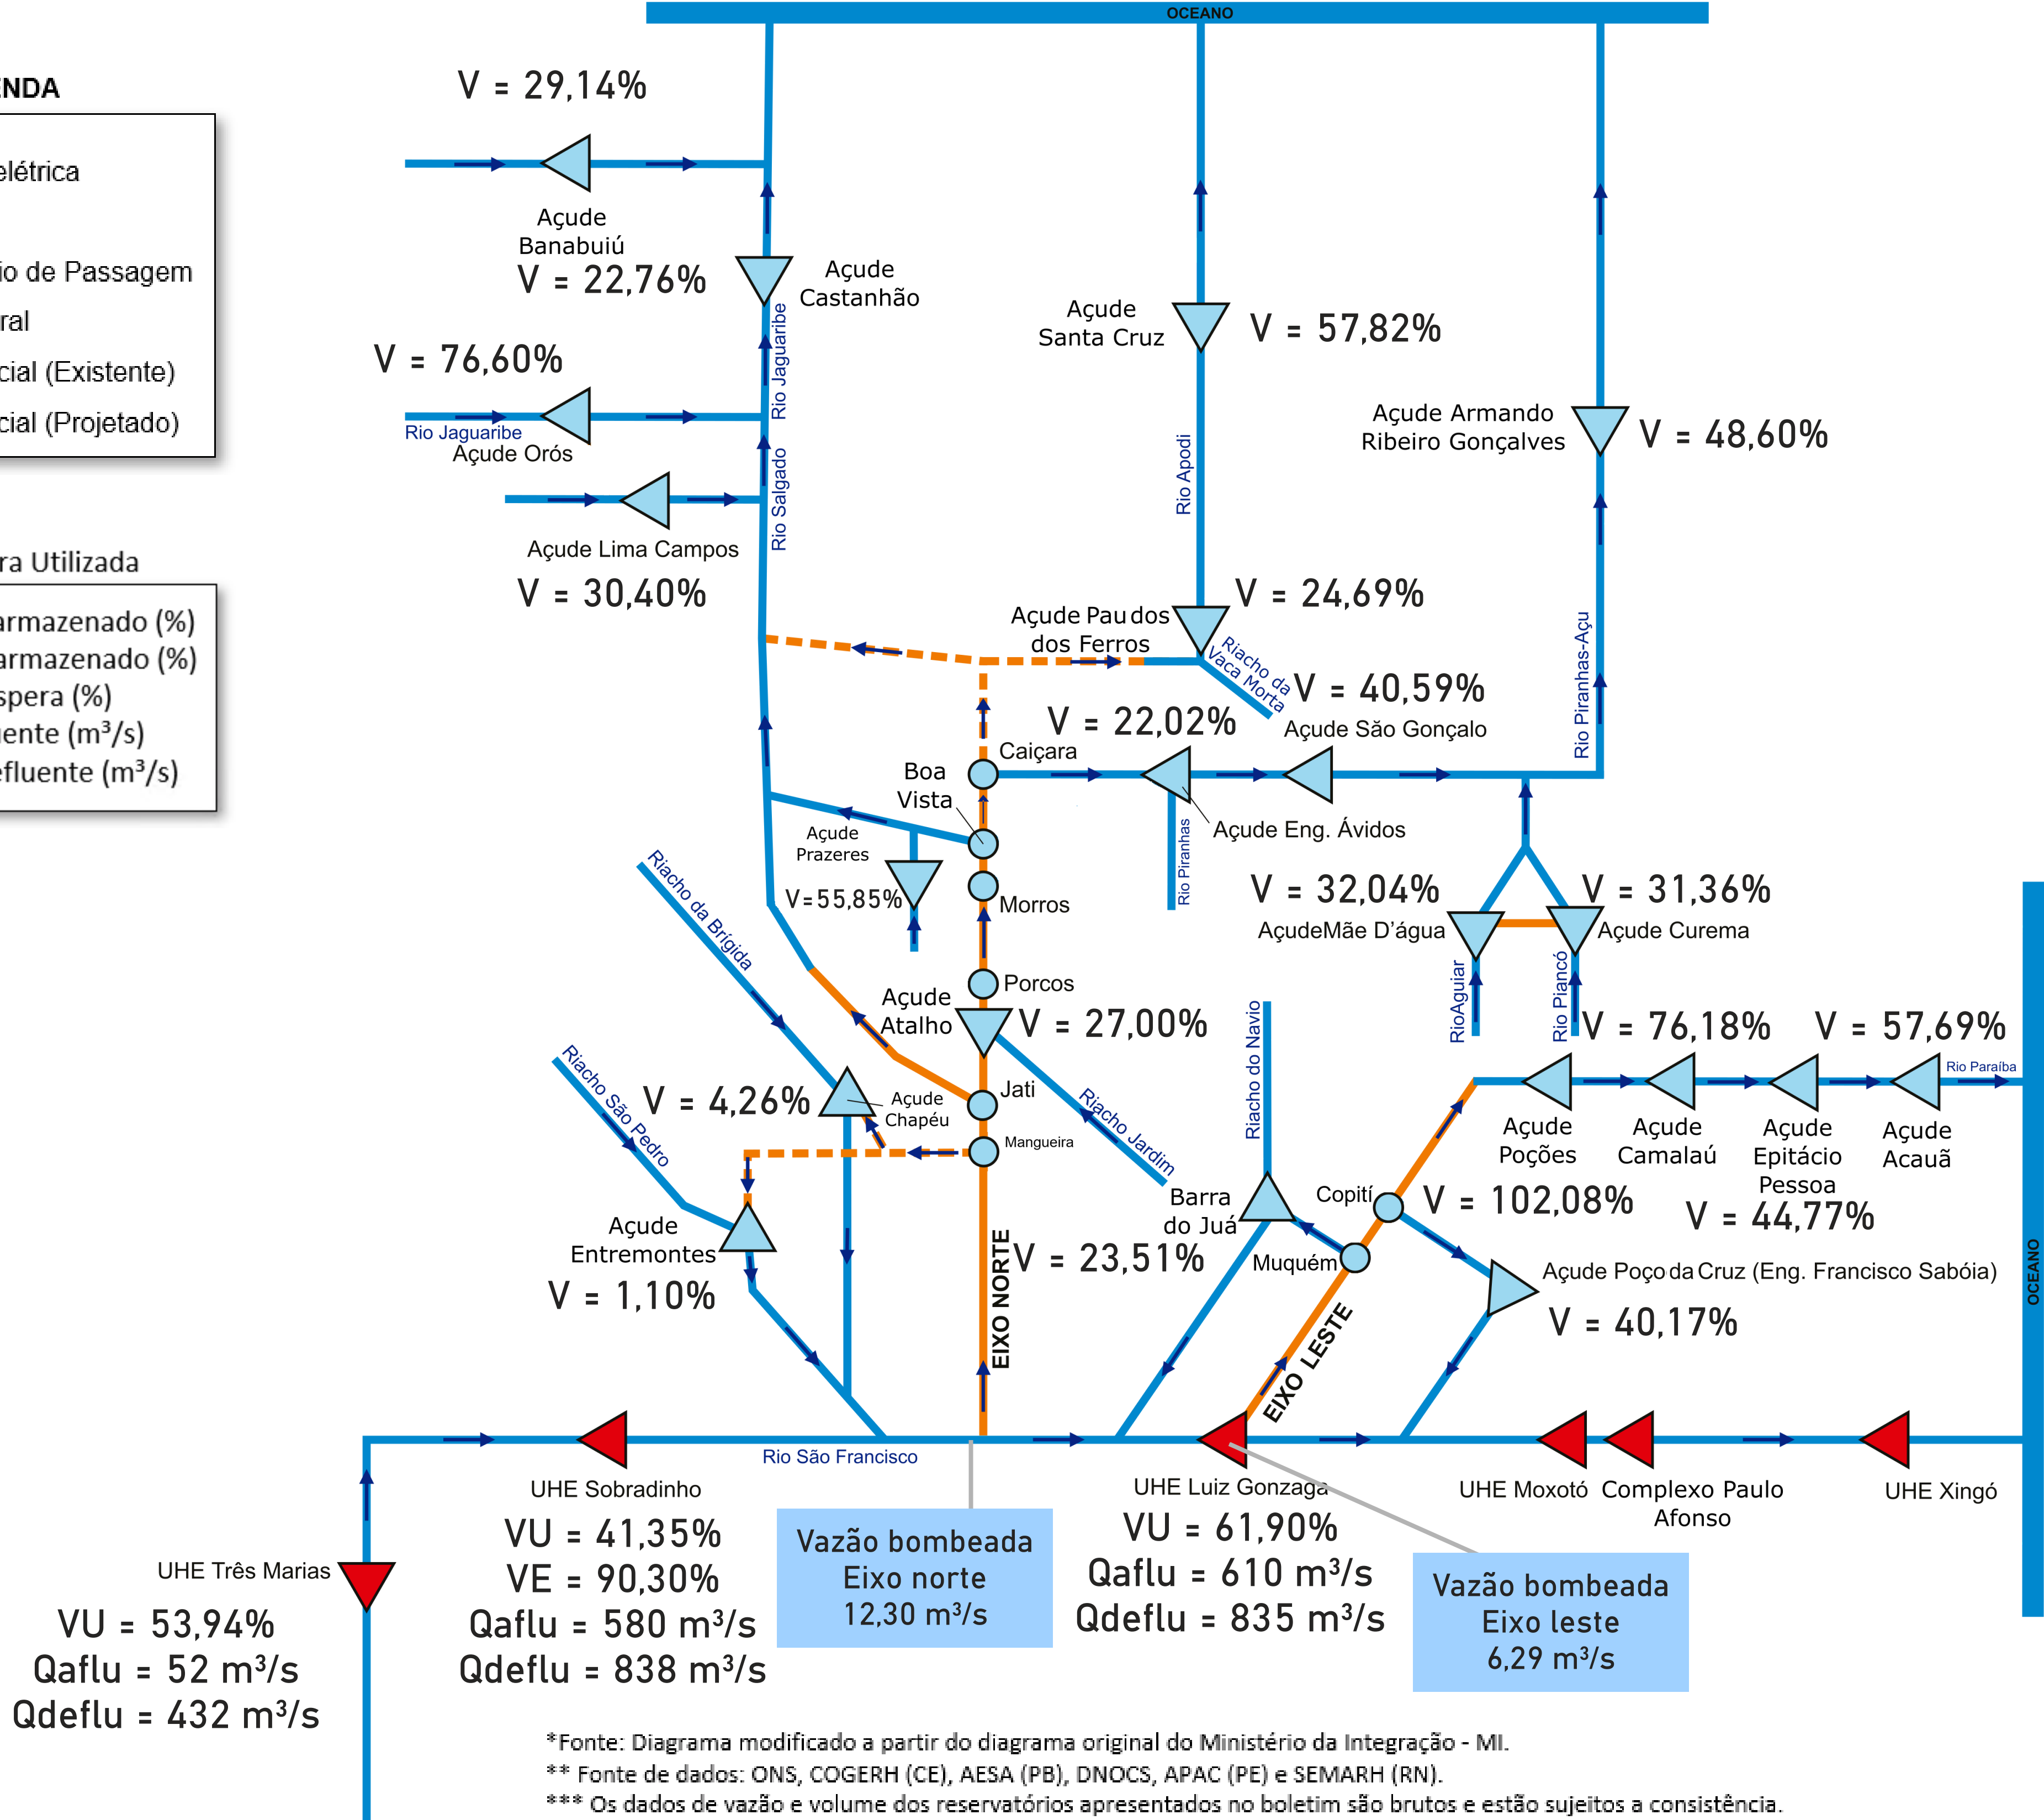 OCEANO
V = 29,14%
Açude
Banabuiú
V = 22,76%
Açude
Castanhão
Rio Jaguaribe
V = 76,60%
Rio Jaguaribe
Açude Orós
Rio Salgado
Açude Lima Campos
V = 30,40%
Açude
Santa Cruz
V = 57,82%
Rio Apodi
Açude Armando
Ribeiro Gonçalves
V = 48,60%
Rio Piranhas-Açu
ENDA
elétrica
io de Passagem
ral
cial (Existente)
cial (Projetado)
ra Utilizada
armazenado (%)
armazenado (%)
spera (%)
uente (m³/s)
efluente (m³/s)
Açude Pau dos
dos Ferros
V = 24,69%
Riacho da
Vaca Morta
V = 40,59%
Açude São Gonçalo
V = 22,02%
Caiçara
Boa
Vista
Açude Eng. Ávidos
Rio Piranhas
Açude
Prazeres
V=55,85%
Morros
Porcos
V = 32,04%
AçudeMãe D'água
V = 31,36%
Açude Curema
RioAguiar
Rio Piancó
Riacho da Brígida
Riacho São Pedro
Açude
Atalho
V = 27,00%
Jati
Riacho Jardim
V = 4,26%
Açude
Chapéu
Mangueira
Riacho do Navio
V = 76,18%
V = 57,69%
Rio Paraíba
Açude
Poções
Açude
Camalaú
Açude
Epitácio
Pessoa
Açude
Acauã
V = 102,08%
V = 44,77%
Açude
Entremontes
V = 1,10%
EIXO NORTE
V = 23,51%
Barra
do Juá
Copití
Muquém
EIXO LESTE
Açude Poço da Cruz (Eng. Francisco Sabóia)
V = 40,17%
OCEANO
Rio São Francisco
UHE Sobradinho
VU = 41,35%
VE = 90,30%
Qaflu = 580 m³/s
Qdeflu = 838 m³/s
Vazão bombeada
Eixo norte
12,30 m³/s
UHE Luiz Gonzaga
VU = 61,90%
Qaflu = 610 m³/s
Qdeflu = 835 m³/s
Vazão bombeada
Eixo leste
6,29 m³/s
UHE Moxotó
Complexo Paulo
Afonso
UHE Xingó
UHE Três Marias
VU = 53,94%
Qaflu = 52 m³/s
Qdeflu = 432 m³/s
*Fonte: Diagrama modificado a partir do diagrama original do Ministério da Integração - MI.
** Fonte de dados: ONS, COGERH (CE), AESA (PB), DNOCS, APAC (PE) e SEMARH (RN).
*** Os dados de vazão e volume dos reservatórios apresentados no boletim são brutos e estão sujeitos a consistência.